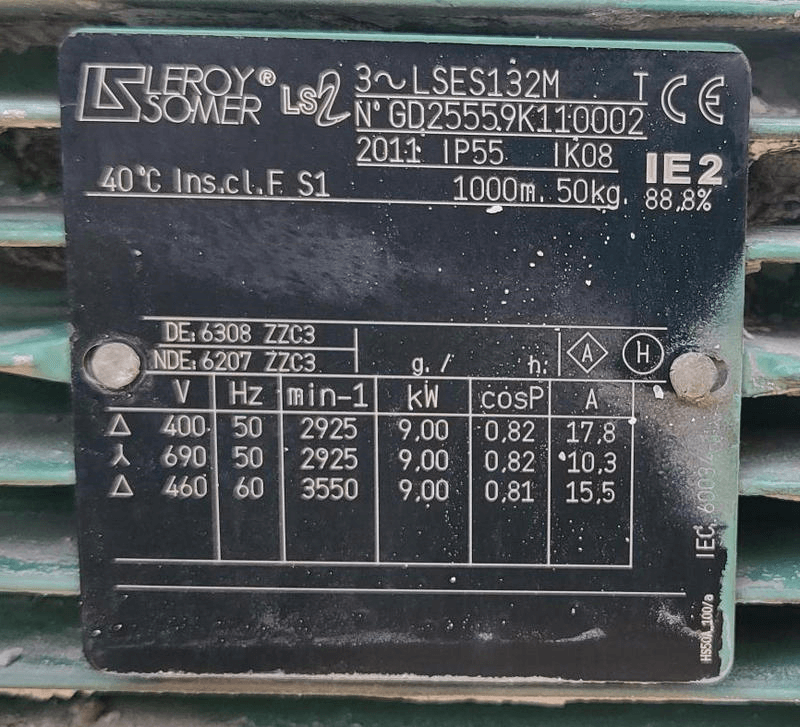 LEROY® SOMER LS2 3~LSES132M T CE
N° GD25559K110002
2011 IP55 IK08 IE2
40°C Ins.cl.F S1 1000m. 50kg. 88,8%
DE: 6308 ZZC3
NDE: 6207 ZZC3 g. / h: A H
V Hz min-1 kW cosP A
Δ 400 50 2925 9,00 0,82 17,8
⅄ 690 50 2925 9,00 0,82 10,3
Δ 460 60 3550 9,00 0,81 15,5
IEC
HS50A 100/a